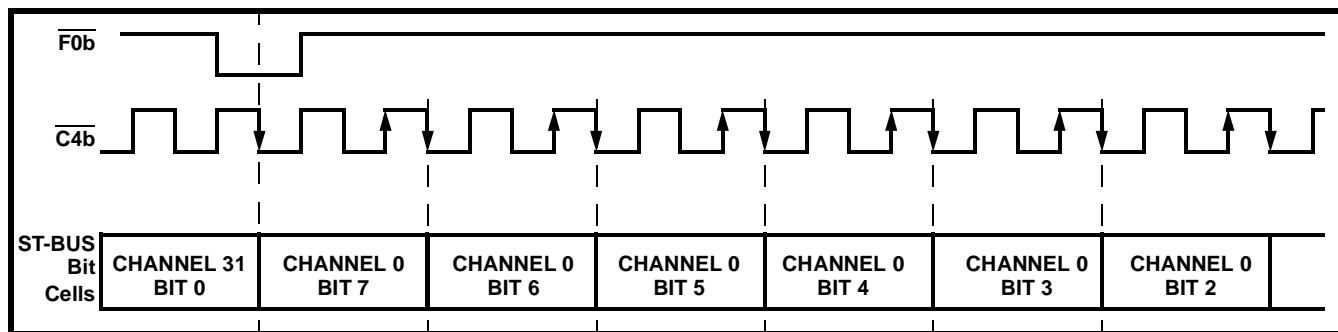 F0b
C4b
ST-BUS
Bit
Cells
CHANNEL 31
BIT 0
CHANNEL 0
BIT 7
CHANNEL 0
BIT 6
CHANNEL 0
BIT 5
CHANNEL 0
BIT 4
CHANNEL 0
BIT 3
CHANNEL 0
BIT 2